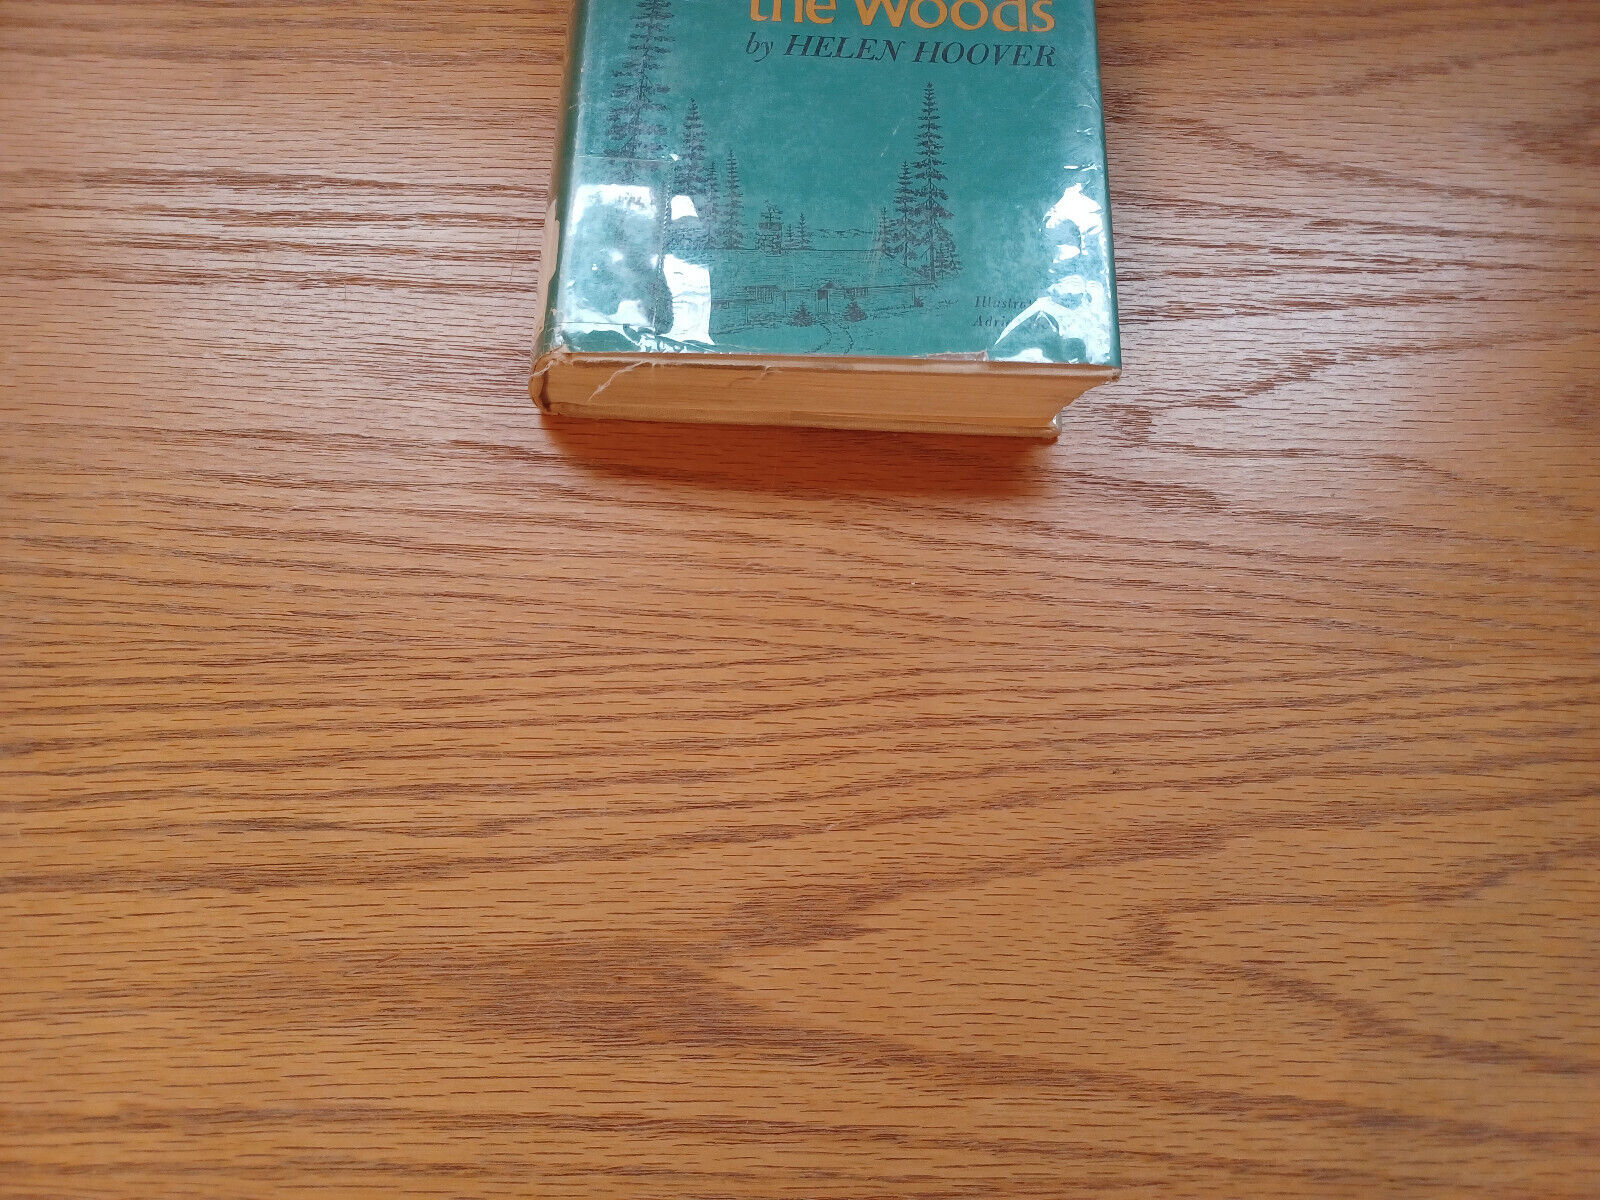 the Woods
by HELEN HOOVER